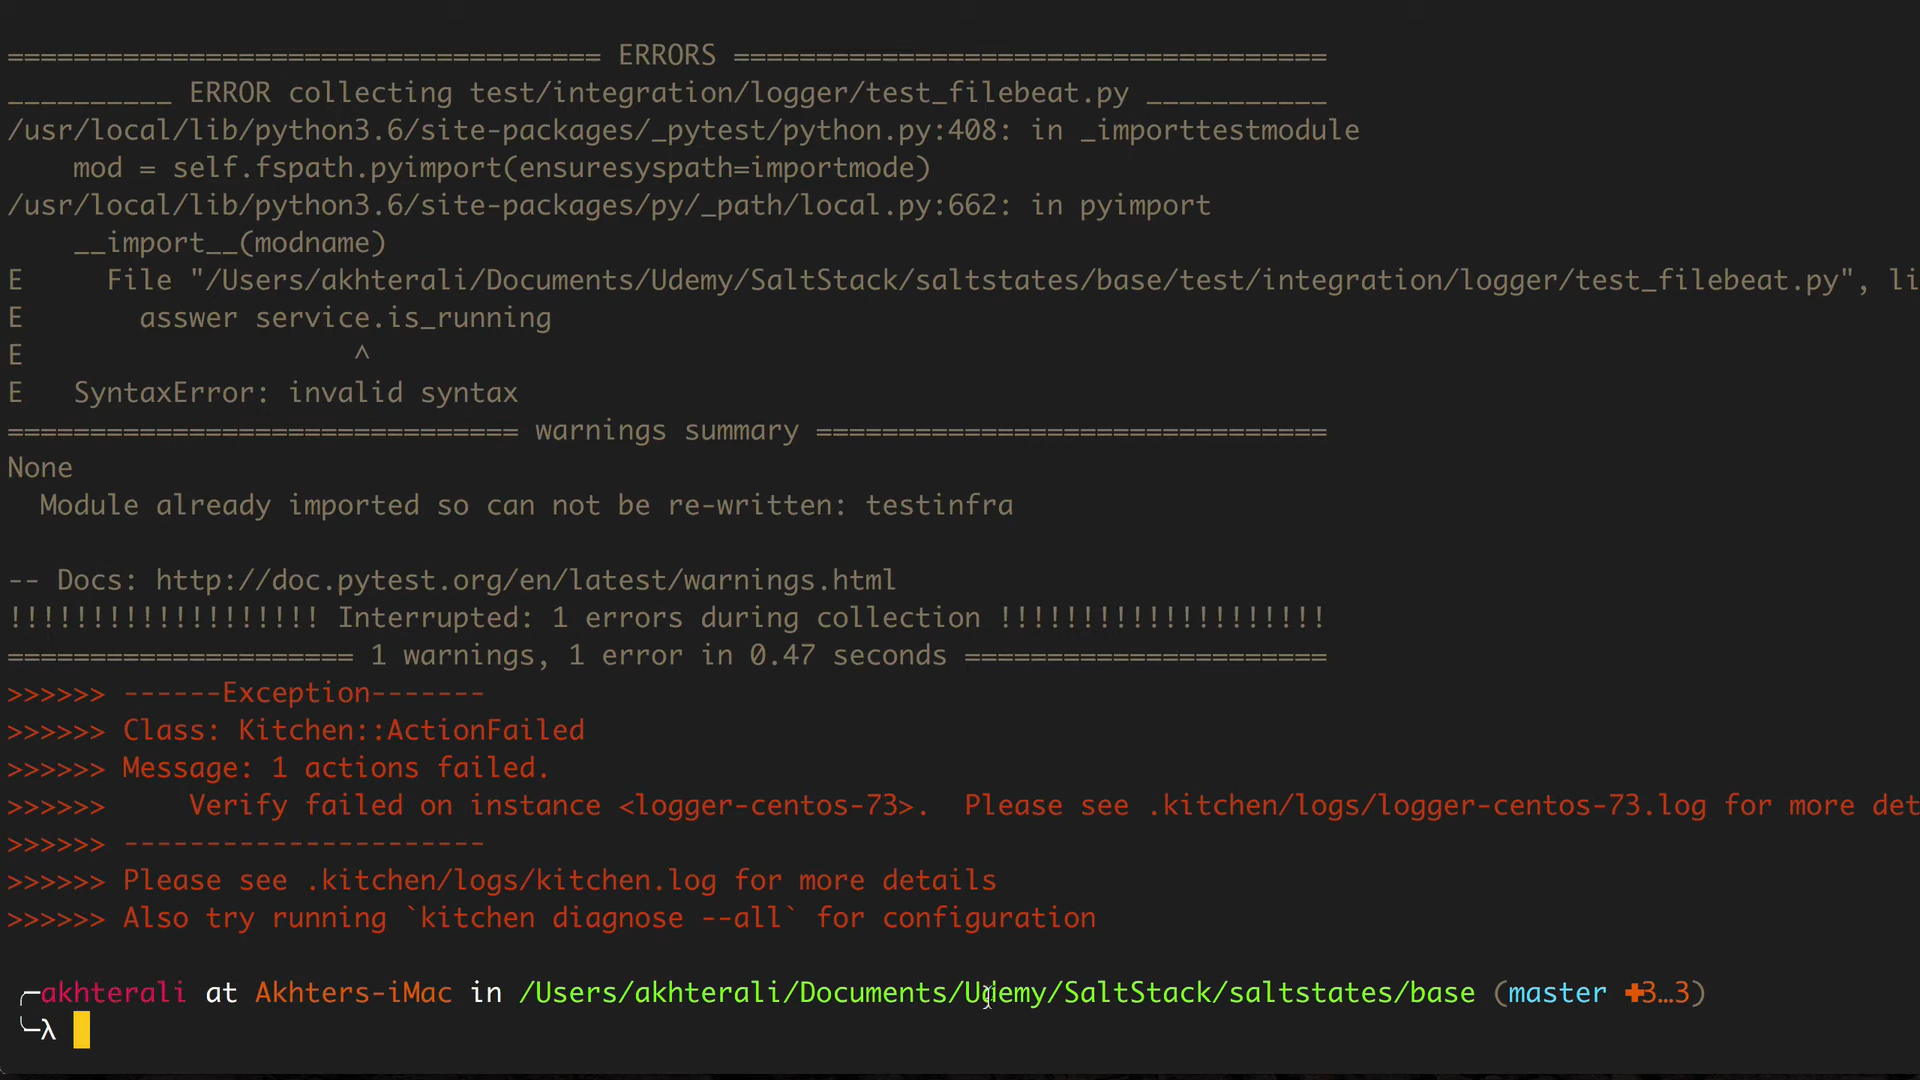 ==================================== ERRORS ====================================
__________ ERROR collecting test/integration/logger/test_filebeat.py ___________
/usr/local/lib/python3.6/site-packages/_pytest/python.py:408: in _importtestmodule
    mod = self.fspath.pyimport(ensuresyspath=importmode)
/usr/local/lib/python3.6/site-packages/py/_path/local.py:662: in pyimport
    __import__(modname)
E     File "/Users/akhterali/Documents/Udemy/SaltStack/saltstates/base/test/integration/logger/test_filebeat.py", li
E       asswer service.is_running
E                    ^
E   SyntaxError: invalid syntax
=============================== warnings summary ===============================
None
  Module already imported so can not be re-written: testinfra
-- Docs: http://doc.pytest.org/en/latest/warnings.html
!!!!!!!!!!!!!!!!!!! Interrupted: 1 errors during collection !!!!!!!!!!!!!!!!!!!!
===================== 1 warnings, 1 error in 0.47 seconds ======================
>>>>>> ------Exception-------
>>>>>> Class: Kitchen::ActionFailed
>>>>>> Message: 1 actions failed.
>>>>>>     Verify failed on instance <logger-centos-73>.  Please see .kitchen/logs/logger-centos-73.log for more det
>>>>>> ----------------------
>>>>>> Please see .kitchen/logs/kitchen.log for more details
>>>>>> Also try running `kitchen diagnose --all` for configuration
╭─akhterali at Akhters-iMac in /Users/akhterali/Documents/Udemy/SaltStack/saltstates/base (master ✚3…3)
╰─λ